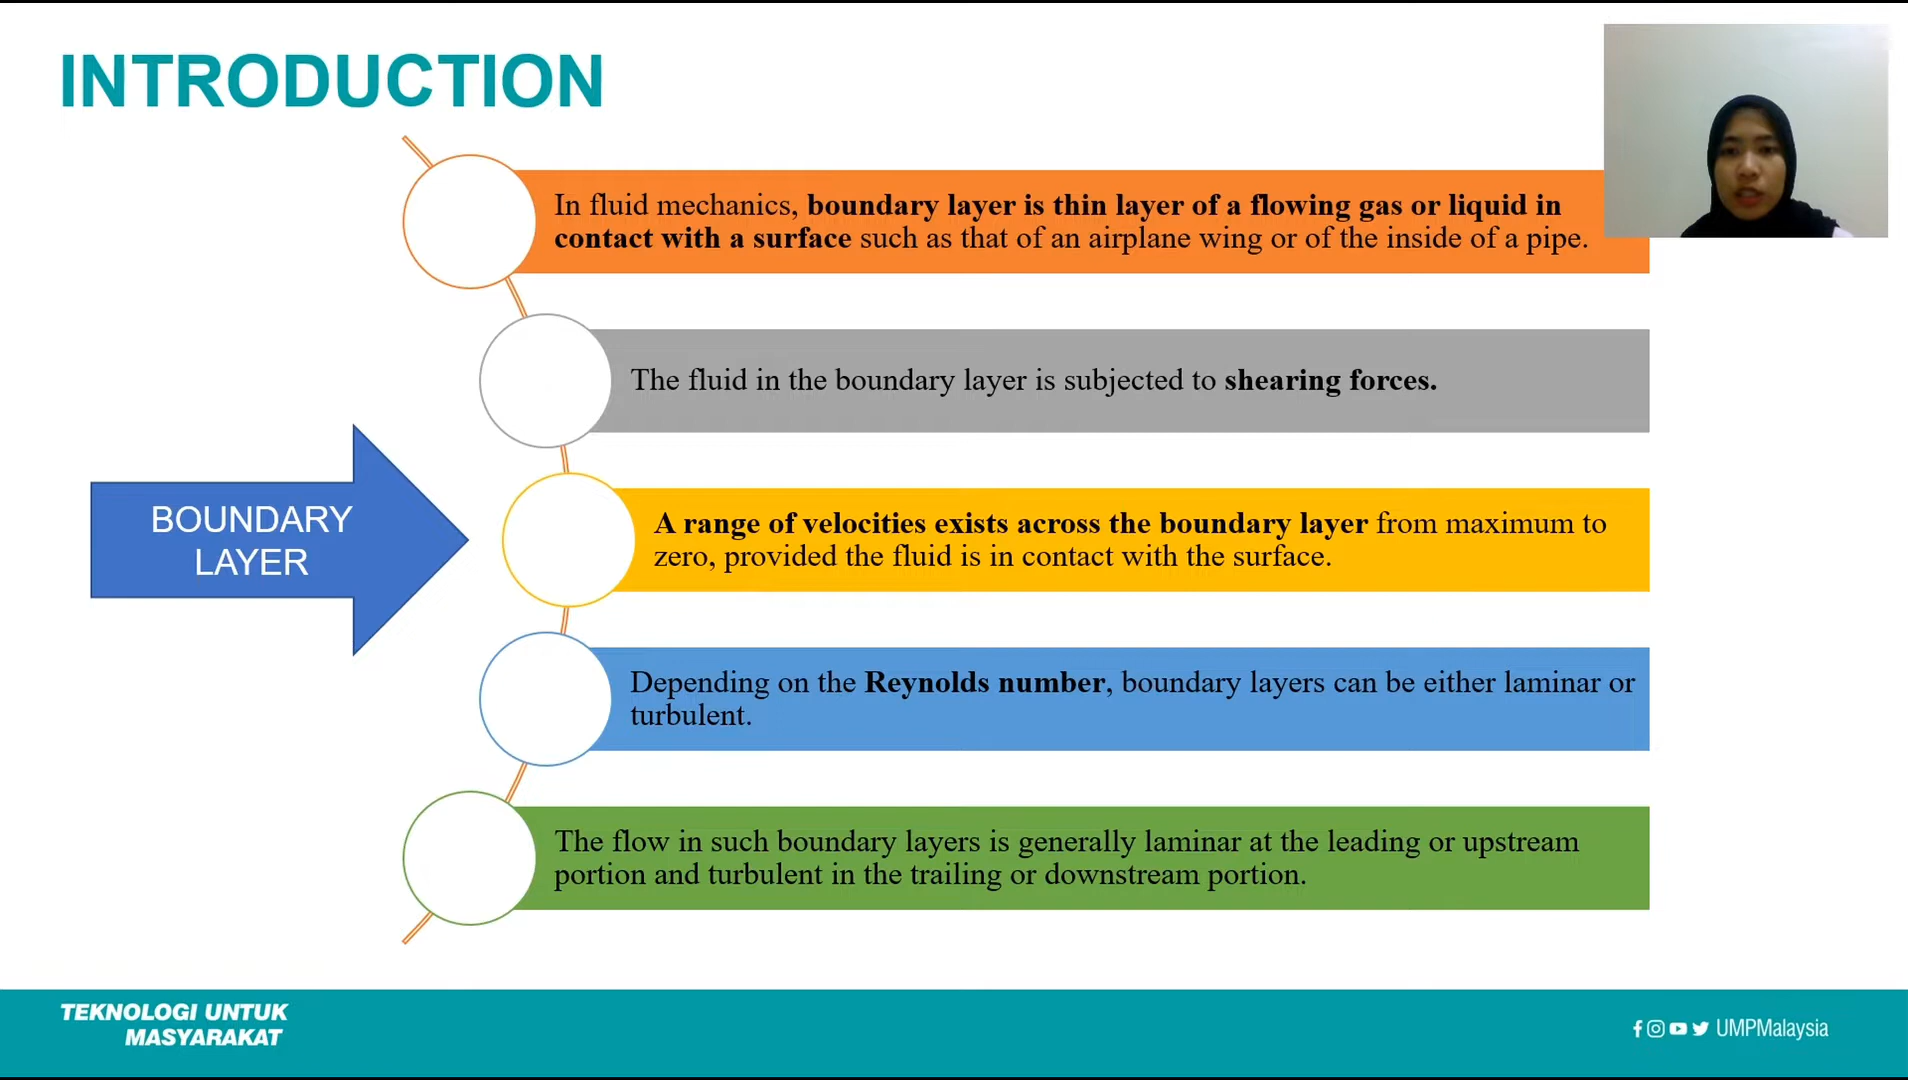 INTRODUCTION
In fluid mechanics, boundary layer is thin layer of a flowing gas or liquid in
contact with a surface such as that of an airplane wing or of the inside of a pipe.
The fluid in the boundary layer is subjected to shearing forces.
BOUNDARY
LAYER
A range of velocities exists across the boundary layer from maximum to
zero, provided the fluid is in contact with the surface.
Depending on the Reynolds number, boundary layers can be either laminar or
turbulent.
The flow in such boundary layers is generally laminar at the leading or upstream
portion and turbulent in the trailing or downstream portion.
TEKNOLOGI UNTUK
MASYARAKAT
UMPMalaysia